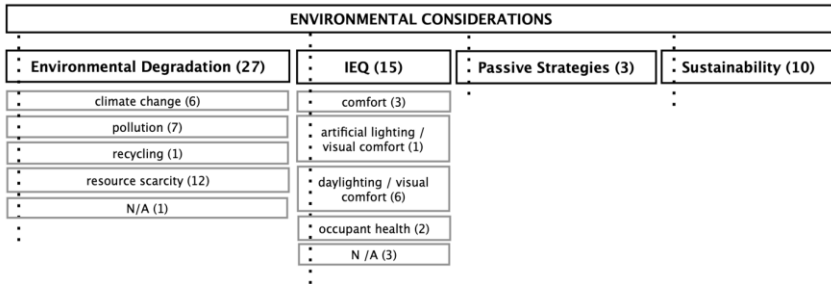 ENVIRONMENTAL CONSIDERATIONS
Environmental Degradation (27)
climate change (6)
pollution (7)
recycling (1)
resource scarcity (12)
N/A (1)
IEQ (15)
comfort (3)
artificial lighting /
visual comfort (1)
daylighting / visual
comfort (6)
occupant health (2)
N /A (3)
Passive Strategies (3)
Sustainability (10)